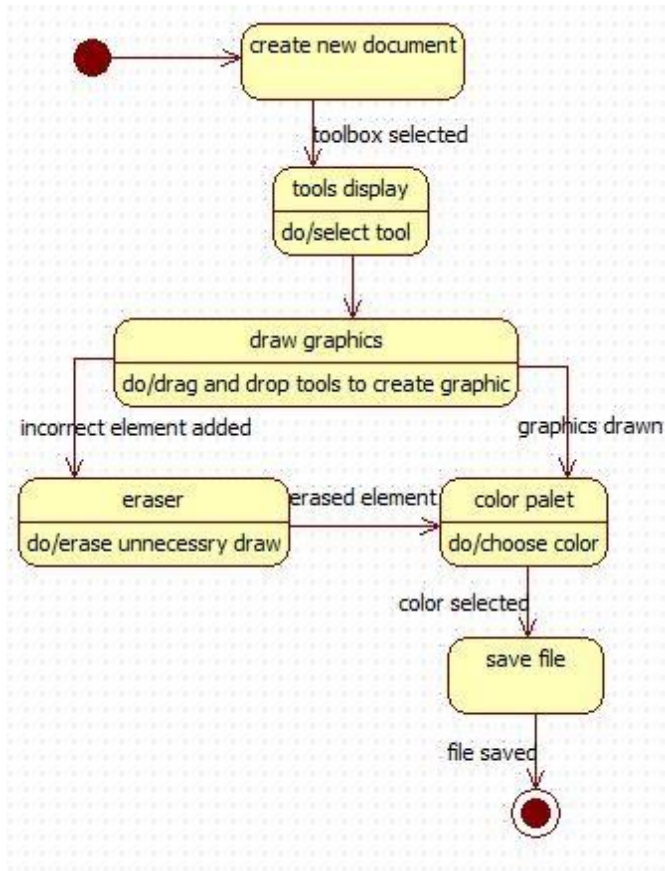 create new document
toolbox selected
tools display
do/select tool
draw graphics
do/drag and drop tools to create graphic
incorrect element added
graphics drawn
eraser
do/erase unnecessry draw
erased element
color palet
do/choose color
color selected
save file
file saved